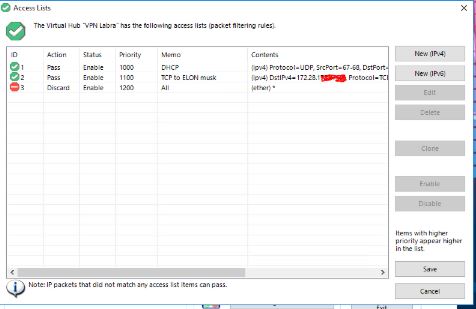 Access Lists
The Virtual Hub "VPN Labra" has the following access lists (packet filtering rules).
ID Action Status Priority Memo Contents
1 Pass Enable 1000 DHCP (ipv4) Protocol=UDP, SrcPort=67-68, DstPort=
2 Pass Enable 1100 TCP to ELON musk (ipv4) DstIPv4=172.28.1 Protocol=TCP
3 Discard Enable 1200 All (ether) *
New (IPv4)
New (IPv6)
Edit
Delete
Clone
Enable
Disable
Items with higher
priority appear higher
in the list.
Save
Cancel
Note: IP packets that did not match any access list items can pass.
Exit